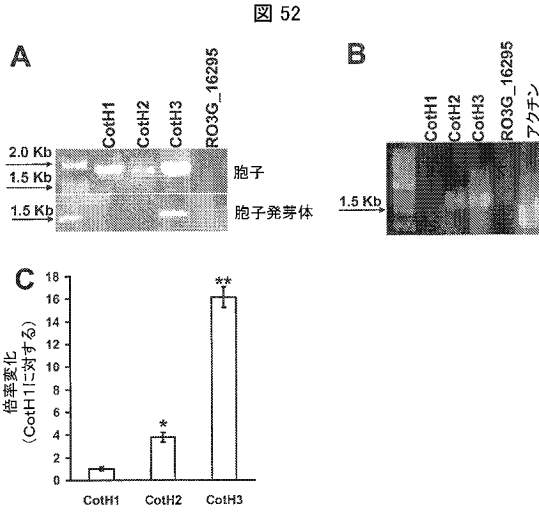 図 52
A
CotH1
CotH2
CotH3
RO3G_16295
2.0 Kb
1.5 Kb
胞子
1.5 Kb
胞子発芽体
B
CotH1
CotH2
CotH3
RO3G_16295
アクチン
1.5 Kb
C
倍率変化
(CotH1に対する)
18
16
14
12
10
8
6
4
2
0
*
**
CotH1
CotH2
CotH3